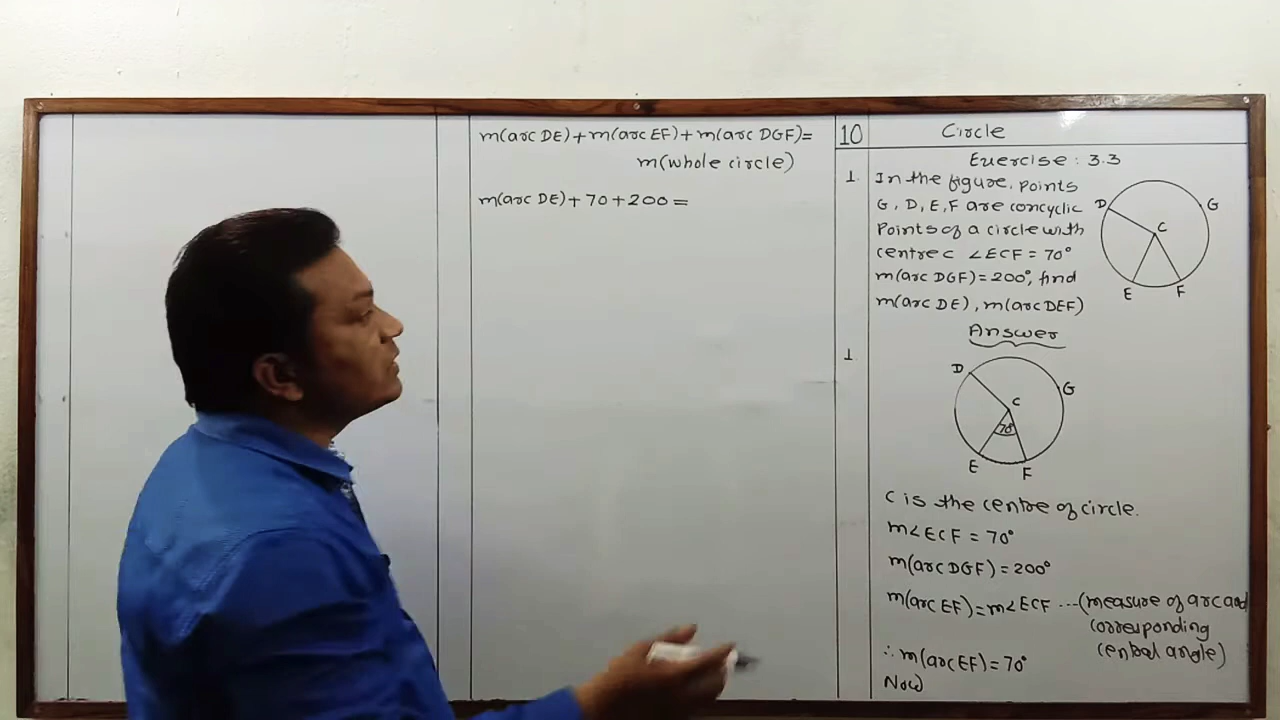 m(arc DE)+m(arc EF)+m(arc DGF)=
m(whole circle)
m(arc DE)+70+200=
10 Circle
Exercise : 3.3
1. In the figure, points
G, D, E, F are concyclic
Points of a circle with
centre C ∠ECF = 70°
m(arc DGF)=200°, find
m(arc DE), m(arc DEF)
D
G
C
E
F
Answer
1
D
G
C
70°
E
F
C is the centre of circle.
m∠ECF = 70°
m(arc DGF)=200°
m(arc EF)=m∠ECF ---(measure of arc and
corresponding
central angle)
∴ m(arc EF)=70°
Now